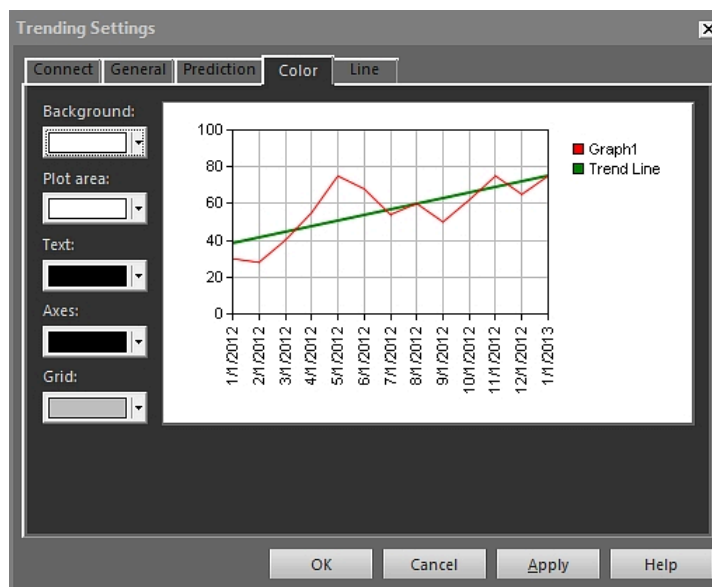 Trending Settings
Connect General Prediction Color Line
Background:
Plot area:
Text:
Axes:
Grid:
100
80
60
40
20
0
1/1/2012
2/1/2012
3/1/2012
4/1/2012
5/1/2012
6/1/2012
7/1/2012
8/1/2012
9/1/2012
10/1/2012
11/1/2012
12/1/2012
1/1/2013
Graph1
Trend Line
OK Cancel Apply Help